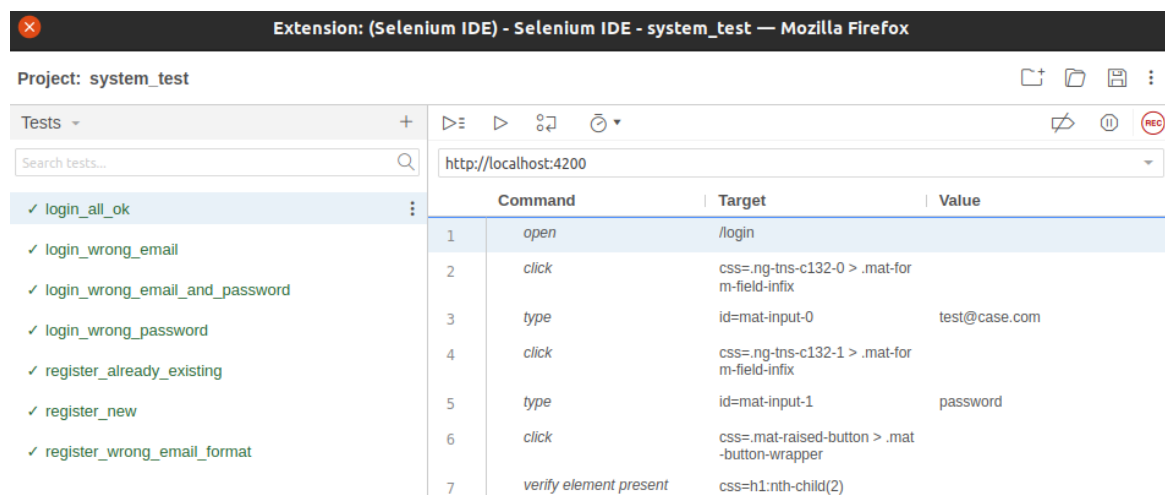 Extension: (Selenium IDE) - Selenium IDE - system_test — Mozilla Firefox
Project: system_test
Tests
Search tests...
✓ login_all_ok
✓ login_wrong_email
✓ login_wrong_email_and_password
✓ login_wrong_password
✓ register_already_existing
✓ register_new
✓ register_wrong_email_format
REC
http://localhost:4200
Command Target Value
1 open /login
2 click css=.ng-tns-c132-0 > .mat-for
m-field-infix
3 type id=mat-input-0 test@case.com
4 click css=.ng-tns-c132-1 > .mat-for
m-field-infix
5 type id=mat-input-1 password
6 click css=.mat-raised-button > .mat
-button-wrapper
7 verify element present css=h1:nth-child(2)